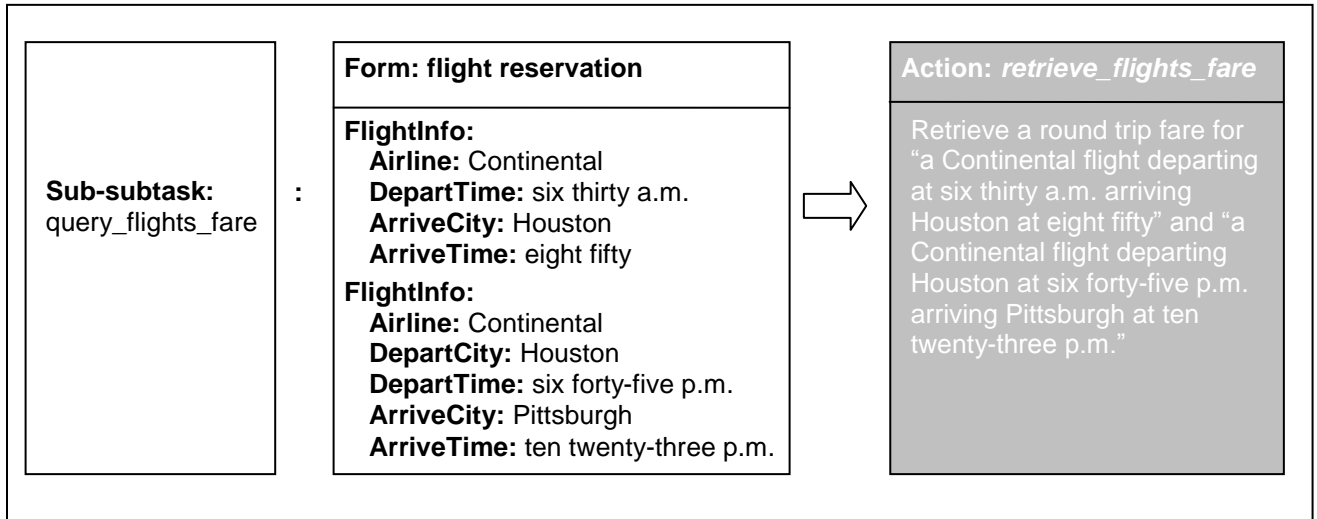 Sub-subtask:
query_flights_fare
:
Form: flight reservation
FlightInfo:
Airline: Continental
DepartTime: six thirty a.m.
ArriveCity: Houston
ArriveTime: eight fifty
FlightInfo:
Airline: Continental
DepartCity: Houston
DepartTime: six forty-five p.m.
ArriveCity: Pittsburgh
ArriveTime: ten twenty-three p.m.
Action: retrieve_flights_fare
Retrieve a round trip fare for
“a Continental flight departing
at six thirty a.m. arriving
Houston at eight fifty” and “a
Continental flight departing
Houston at six forty-five p.m.
arriving Pittsburgh at ten
twenty-three p.m.”